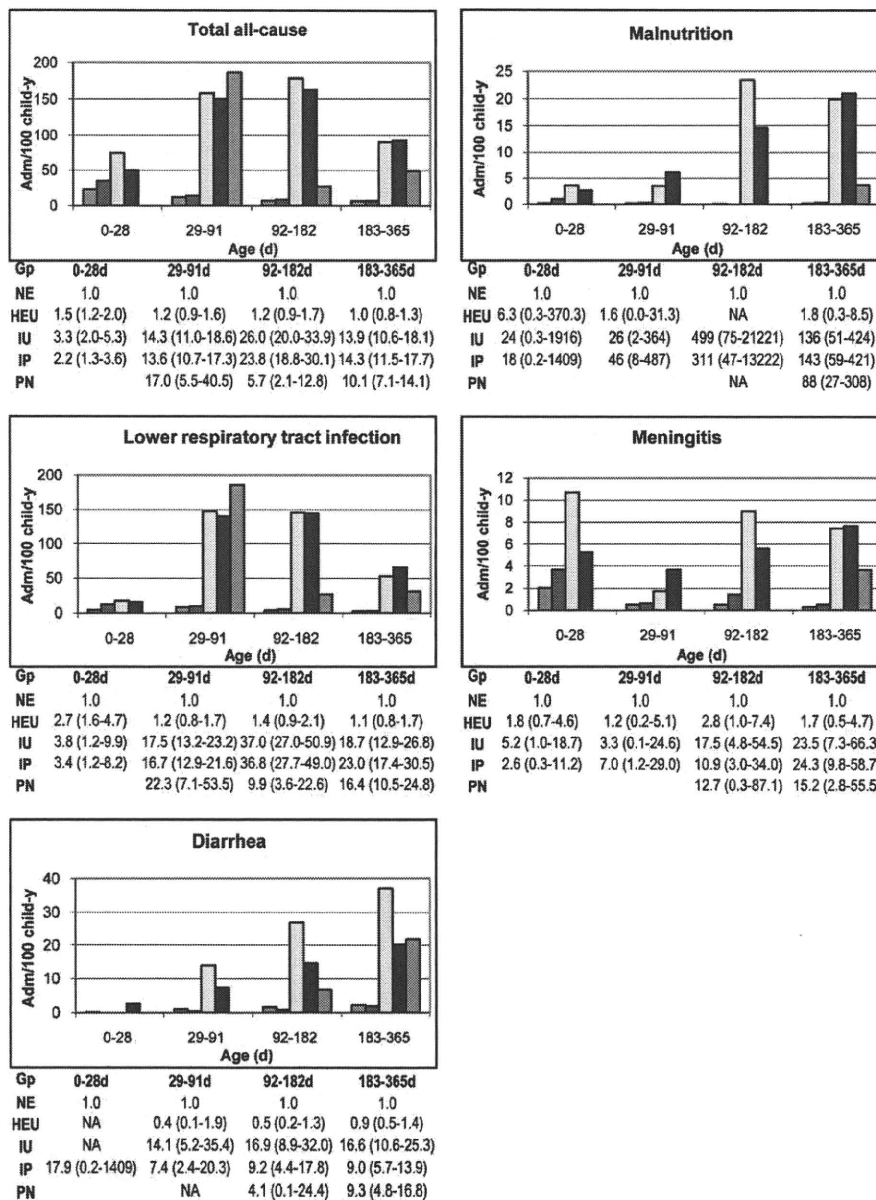 Total all-cause
Adm/100 child-y
200
150
100
50
0
0-28 29-91 92-182 183-365
Age (d)
Gp 0-28d 29-91d 92-182d 183-365d
NE 1.0 1.0 1.0 1.0
HEU 1.5 (1.2-2.0) 1.2 (0.9-1.6) 1.2 (0.9-1.7) 1.0 (0.8-1.3)
IU 3.3 (2.0-5.3) 14.3 (11.0-18.6) 26.0 (20.0-33.9) 13.9 (10.6-18.1)
IP 2.2 (1.3-3.6) 13.6 (10.7-17.3) 23.8 (18.8-30.1) 14.3 (11.5-17.7)
PN 17.0 (5.5-40.5) 5.7 (2.1-12.8) 10.1 (7.1-14.1)
Malnutrition
Adm/100 child-y
25
20
15
10
5
0
0-28 29-91 92-182 183-365
Age (d)
0-28d 29-91d 92-182d 183-365d
1.0 1.0 1.0 1.0
6.3 (0.3-370.3) 1.6 (0.0-31.3) NA 1.8 (0.3-8.5)
24 (0.3-1916) 26 (2-364) 499 (75-21221) 136 (51-424)
18 (0.2-1409) 46 (8-487) 311 (47-13222) 143 (59-421)
NA 88 (27-308)
Lower respiratory tract infection
Adm/100 child-y
200
150
100
50
0
0-28 29-91 92-182 183-365
Age (d)
Gp 0-28d 29-91d 92-182d 183-365d
NE 1.0 1.0 1.0 1.0
HEU 2.7 (1.6-4.7) 1.2 (0.8-1.7) 1.4 (0.9-2.1) 1.1 (0.8-1.7)
IU 3.8 (1.2-9.9) 17.5 (13.2-23.2) 37.0 (27.0-50.9) 18.7 (12.9-26.8)
IP 3.4 (1.2-8.2) 16.7 (12.9-21.6) 36.8 (27.7-49.0) 23.0 (17.4-30.5)
PN 22.3 (7.1-53.5) 9.9 (3.6-22.6) 16.4 (10.5-24.8)
Meningitis
Adm/100 child-y
12
10
8
6
4
2
0
0-28 29-91 92-182 183-365
Age (d)
0-28d 29-91d 92-182d 183-365d
1.0 1.0 1.0 1.0
1.8 (0.7-4.6) 1.2 (0.2-5.1) 2.8 (1.0-7.4) 1.7 (0.5-4.7)
5.2 (1.0-18.7) 3.3 (0.1-24.6) 17.5 (4.8-54.5) 23.5 (7.3-66.3
2.6 (0.3-11.2) 7.0 (1.2-29.0) 10.9 (3.0-34.0) 24.3 (9.8-58.7
12.7 (0.3-87.1) 15.2 (2.8-55.5
Diarrhea
Adm/100 child-y
40
30
20
10
0
0-28 29-91 92-182 183-365
Age (d)
Gp 0-28d 29-91d 92-182d 183-365d
NE 1.0 1.0 1.0 1.0
HEU NA 0.4 (0.1-1.9) 0.5 (0.2-1.3) 0.9 (0.5-1.4)
IU NA 14.1 (5.2-35.4) 16.9 (8.9-32.0) 16.6 (10.6-25.3)
IP 17.9 (0.2-1409) 7.4 (2.4-20.3) 9.2 (4.4-17.8) 9.0 (5.7-13.9)
PN NA 4.1 (0.1-24.4) 9.3 (4.8-16.8)